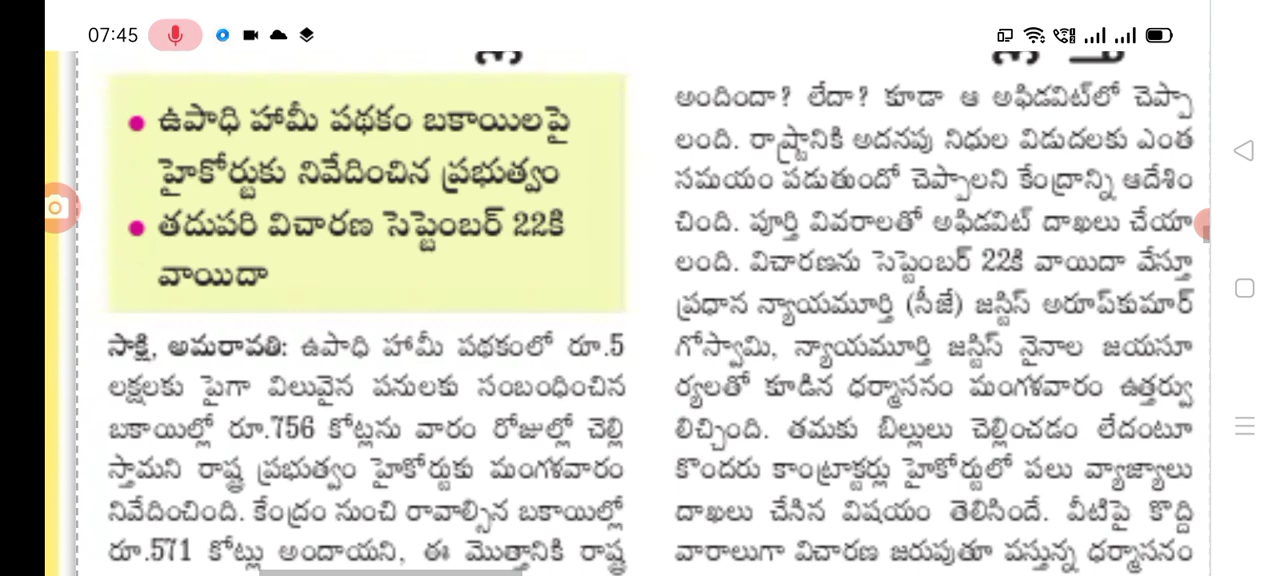 07:45
• ఉపాధి హామీ పథకం బకాయిలపై
హైకోర్టుకు నివేదించిన ప్రభుత్వం
• తదుపరి విచారణ సెప్టెంబర్ 22కి
వాయిదా
సాక్షి, అమరావతి: ఉపాధి హామీ పథకంలో రూ.5
లక్షలకు పైగా విలువైన పనులకు సంబంధించిన
బకాయిల్లో రూ.756 కోట్లను వారం రోజుల్లో చెల్లి
స్తామని రాష్ట్ర ప్రభుత్వం హైకోర్టుకు మంగళవారం
నివేదించింది. కేంద్రం నుంచి రావాల్సిన బకాయిల్లో
రూ.571 కోట్లు అందాయని, ఈ మొత్తానికి రాష్ట్ర
అందిందా? లేదా? కూడా ఆ అఫిడవిట్‌లో చెప్పా
లంది. రాష్ట్రానికి అదనపు నిధుల విడుదలకు ఎంత
సమయం పడుతుందో చెప్పాలని కేంద్రాన్ని ఆదేశిం
చింది. పూర్తి వివరాలతో అఫిడవిట్ దాఖలు చేయా
లంది. విచారణను సెప్టెంబర్ 22కి వాయిదా వేస్తూ
ప్రధాన న్యాయమూర్తి (సీజే) జస్టిస్ అరూప్‌కుమార్
గోస్వామి, న్యాయమూర్తి జస్టిస్ నైనాల జయసూ
ర్యలతో కూడిన ధర్మాసనం మంగళవారం ఉత్తర్వు
లిచ్చింది. తమకు బిల్లులు చెల్లించడం లేదంటూ
కొందరు కాంట్రాక్టర్లు హైకోర్టులో పలు వ్యాజ్యాలు
దాఖలు చేసిన విషయం తెలిసిందే. వీటిపై కొద్ది
వారాలుగా విచారణ జరుపుతూ వస్తున్న ధర్మాసనం